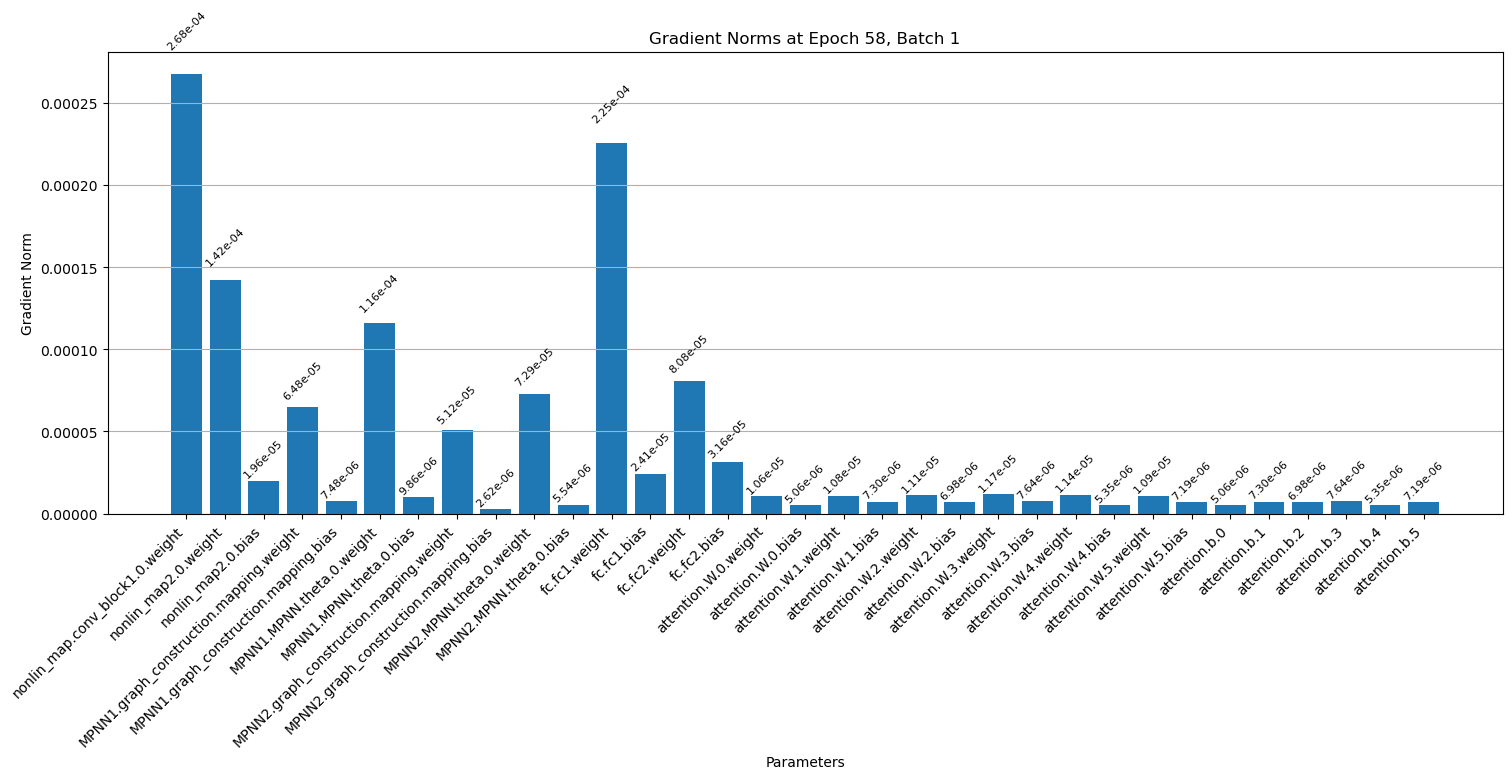 Gradient Norms at Epoch 58, Batch 1
Gradient Norm
0.00025
0.00020
0.00015
0.00010
0.00005
0.00000
2.68e-04
1.42e-04
1.96e-05
6.48e-05
7.48e-06
1.16e-04
9.86e-06
5.12e-05
2.62e-06
7.29e-05
5.54e-06
2.25e-04
2.41e-05
8.08e-05
3.16e-05
1.06e-05
5.06e-06
1.08e-05
7.30e-06
1.11e-05
6.98e-06
1.17e-05
7.64e-06
1.14e-05
5.35e-06
1.09e-05
7.19e-06
5.06e-06
7.30e-06
6.98e-06
7.64e-06
5.35e-06
7.19e-06
nonlin_map.conv_block1.0.weight
nonlin_map2.0.weight
nonlin_map2.0.bias
MPNN1.graph_construction.mapping.weight
MPNN1.graph_construction.mapping.bias
MPNN1.MPNN.theta.0.weight
MPNN1.MPNN.theta.0.bias
MPNN2.graph_construction.mapping.weight
MPNN2.graph_construction.mapping.bias
MPNN2.MPNN.theta.0.weight
MPNN2.MPNN.theta.0.bias
fc.fc1.weight
fc.fc1.bias
fc.fc2.weight
fc.fc2.bias
attention.W.0.weight
attention.W.0.bias
attention.W.1.weight
attention.W.1.bias
attention.W.2.weight
attention.W.2.bias
attention.W.3.weight
attention.W.3.bias
attention.W.4.weight
attention.W.4.bias
attention.W.5.weight
attention.W.5.bias
attention.b.0
attention.b.1
attention.b.2
attention.b.3
attention.b.4
attention.b.5
Parameters